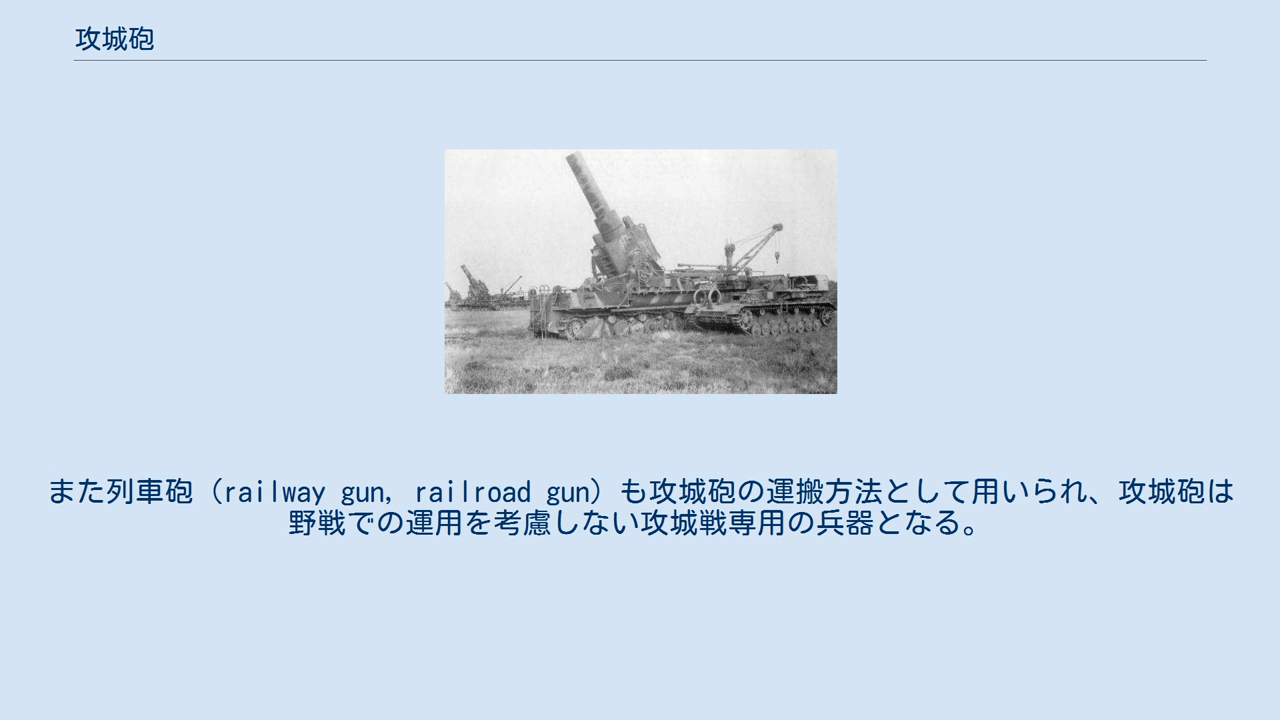 攻城砲
また列車砲（railway gun, railroad gun）も攻城砲の運搬方法として用いられ、攻城砲は
野戦での運用を考慮しない攻城戦専用の兵器となる。